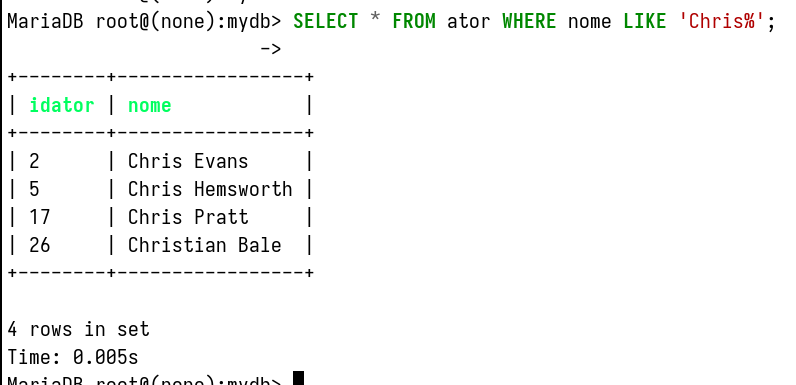 MariaDB root@(none):mydb> SELECT * FROM ator WHERE nome LIKE 'Chris%';
                       ->
+--------+-----------------+
| idator | nome            |
+--------+-----------------+
| 2      | Chris Evans     |
| 5      | Chris Hemsworth |
| 17     | Chris Pratt     |
| 26     | Christian Bale  |
+--------+-----------------+

4 rows in set
Time: 0.005s
MariaDB root@(none):mydb>